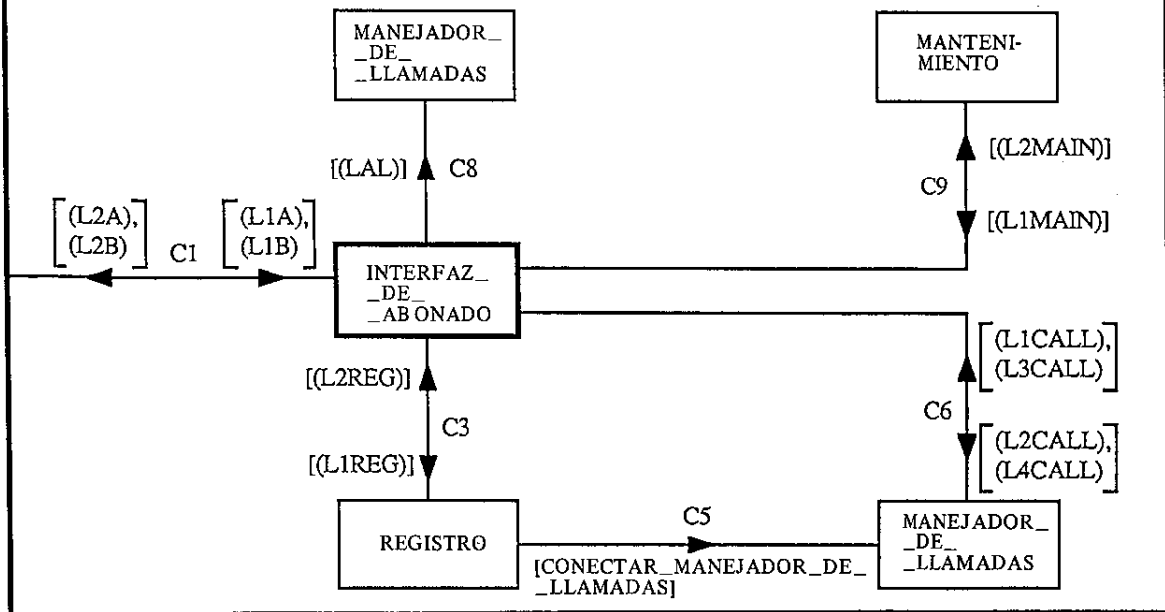 MANEJADOR_
_DE_
_LLAMADAS
MANTENI-
MIENTO
[(LAL)]
C8
[(L2MAIN)]
C9
[(L1MAIN)]
[(L2A),
(L2B)]
C1
[(L1A),
(L1B)]
INTERFAZ_
_DE_
_ABONADO
[(L2REG)]
C3
[(L1REG)]
[(L1CALL),
(L3CALL)]
C6
[(L2CALL),
(L4CALL)]
REGISTRO
C5
[CONECTAR_MANEJADOR_DE_
_LLAMADAS]
MANEJADOR_
_DE_
_LLAMADAS